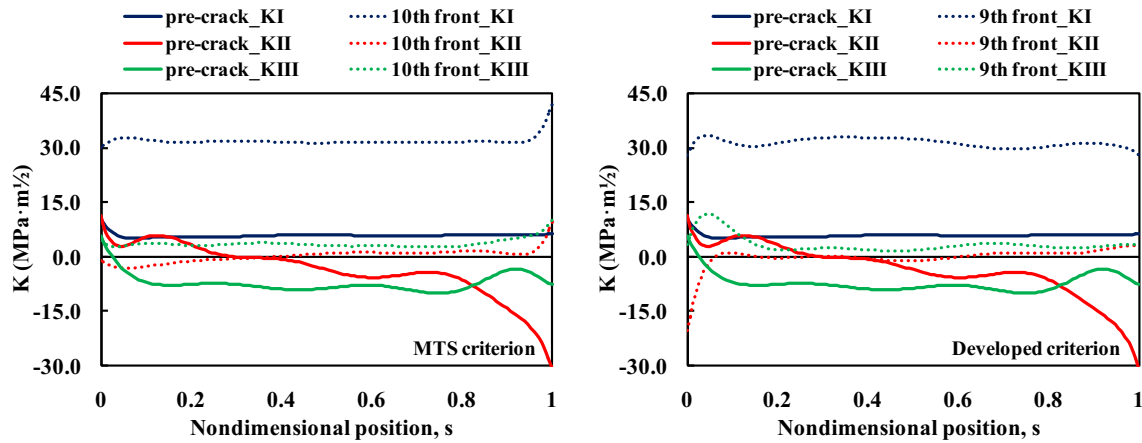 pre-crack_KI 10th front_KI
pre-crack_KII 10th front_KII
pre-crack_KIII 10th front_KIII
45.0
30.0
15.0
0.0
-15.0
-30.0
K (MPa·m½)
MTS criterion
0 0.2 0.4 0.6 0.8 1
Nondimensional position, s
pre-crack_KI 9th front_KI
pre-crack_KII 9th front_KII
pre-crack_KIII 9th front_KIII
45.0
30.0
15.0
0.0
-15.0
-30.0
K (MPa·m½)
Developed criterion
0 0.2 0.4 0.6 0.8 1
Nondimensional position, s